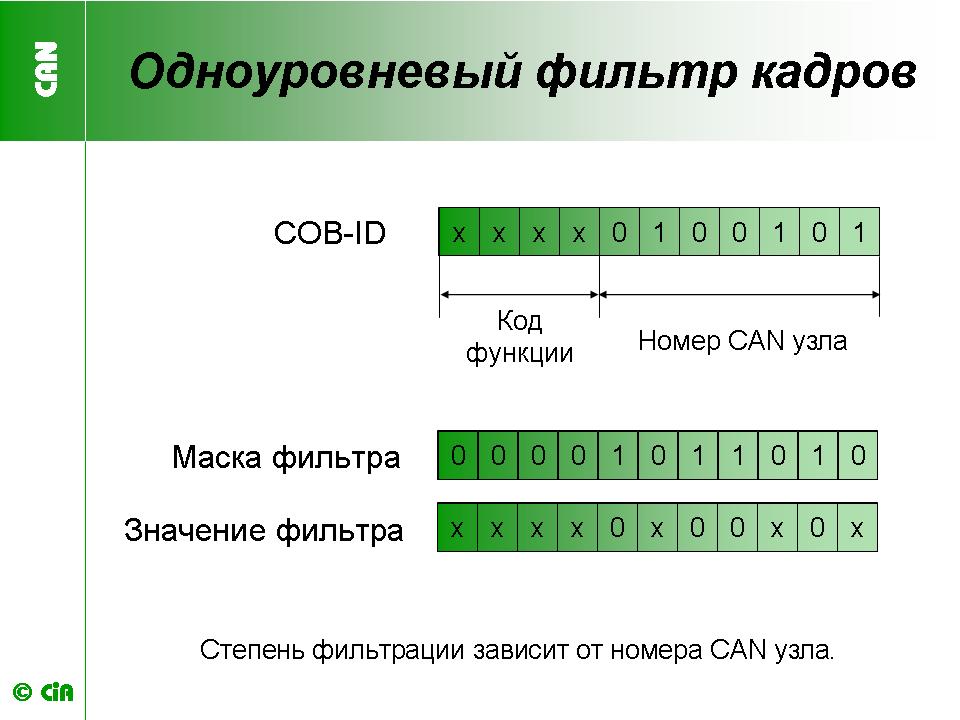 CAN
Одноуровневый фильтр кадров
COB-ID x x x x 0 1 0 0 1 0 1
Код
функции
Номер CAN узла
Маска фильтра 0 0 0 0 1 0 1 1 0 1 0
Значение фильтра x x x x 0 x 0 0 x 0 x
Степень фильтрации зависит от номера CAN узла.
© CiA